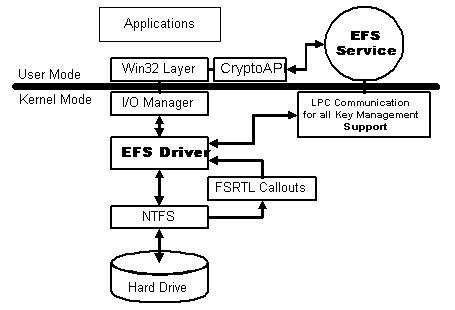 Applications
EFS
Service
Win32 Layer
CryptoAPI
User Mode
Kernel Mode
I/O Manager
LPC Communication
for all Key Management
Support
EFS Driver
FSRTL Callouts
NTFS
Hard Drive